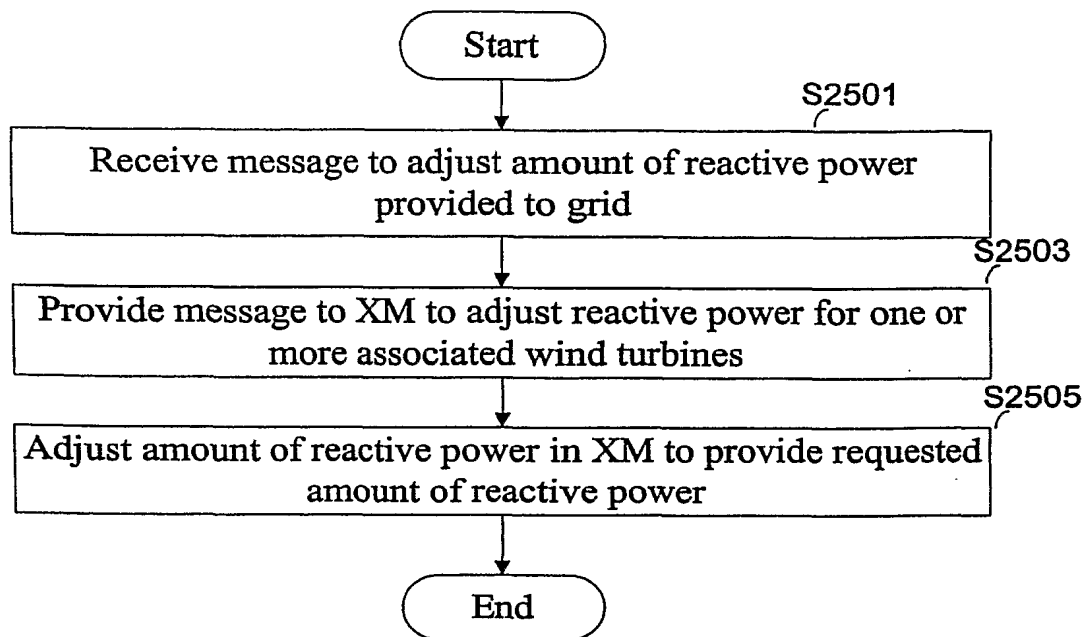 Start
S2501
Receive message to adjust amount of reactive power
provided to grid
S2503
Provide message to XM to adjust reactive power for one or
more associated wind turbines
S2505
Adjust amount of reactive power in XM to provide requested
amount of reactive power
End